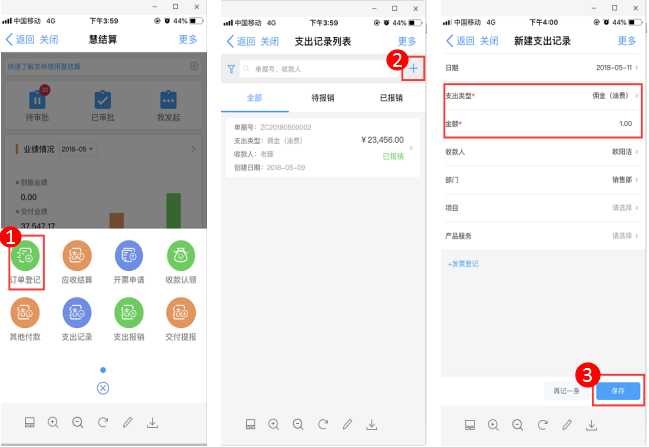 中国移动 4G 下午3:59 44%
返回 关闭 慧结算 更多
快速了解怎样使用慧结算
待审批 已审批 我发起
业绩情况 2018-05
到账业绩
0.00
交付业绩
37,547.17
1
订单登记 应收结算 开票申请 收款认领
其他付款 支出记录 支出报销 交付提报
中国移动 4G 下午3:59 44%
返回 关闭 支出记录列表 更多
2
单据号、收款人
全部 待报销 已报销
单据号: ZC20180509002
支出类型: 佣金（油费） ¥23,456.00
收款人: 老滕 已报销
创建日期: 2018-05-09
中国移动 4G 下午4:00 44%
返回 关闭 新建支出记录 更多
日期 2018-05-11
支出类型* 佣金（油费）
金额* 1.00
收款人 欧阳洁
部门 销售部
项目 请选择
产品服务 请选择
+发票登记
3
再记一条 保存